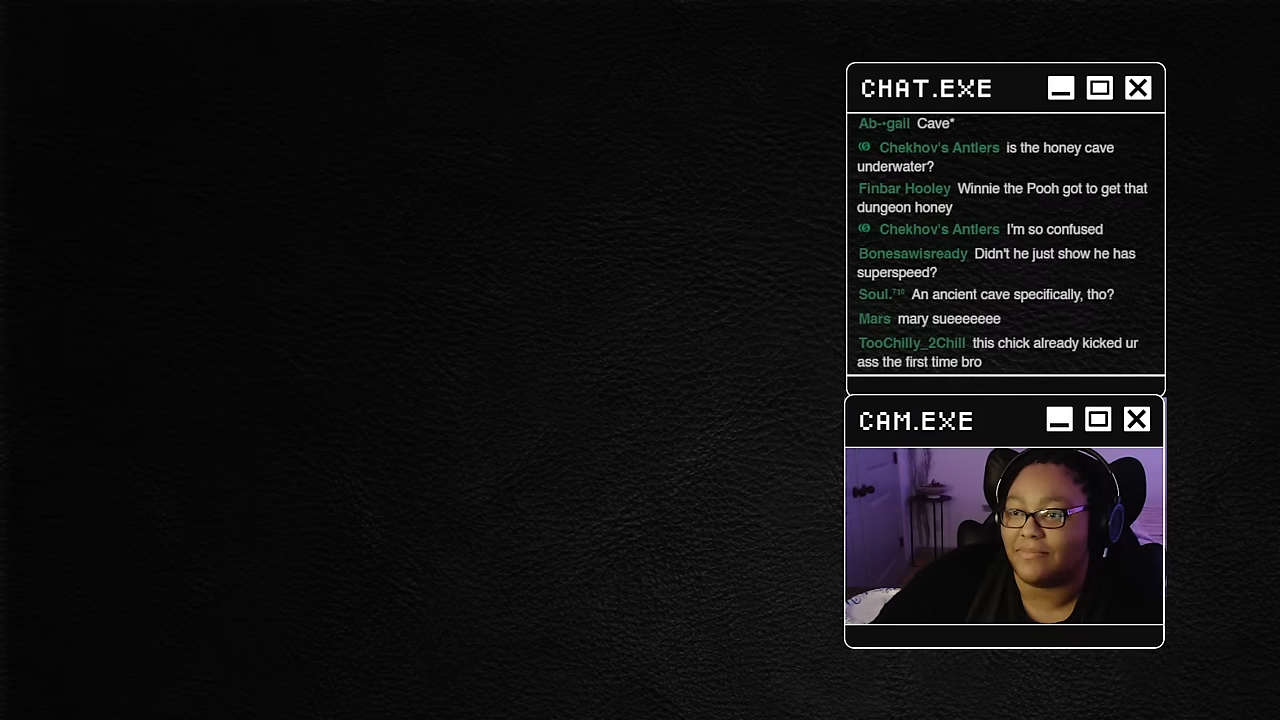 CHAT.EXE
Ab-•gail Cave*
Chekhov's Antlers is the honey cave
underwater?
Finbar Hooley Winnie the Pooh got to get that
dungeon honey
Chekhov's Antlers I'm so confused
Bonesawisready Didn't he just show he has
superspeed?
Soul.⁷¹⁰ An ancient cave specifically, tho?
Mars mary sueeeeeee
TooChilly_2Chill this chick already kicked ur
ass the first time bro
CAM.EXE